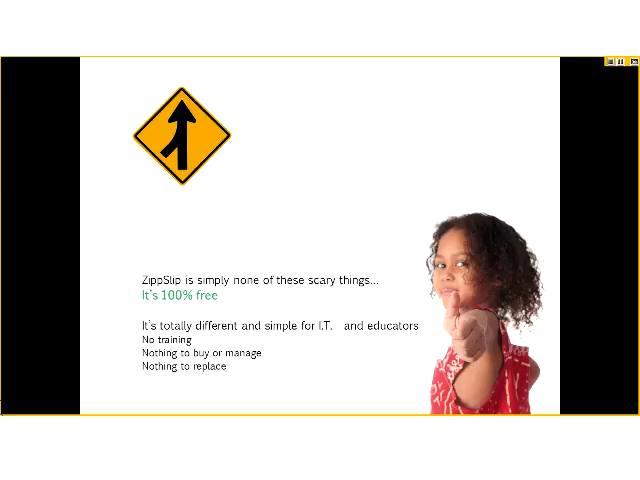 ZippSlip is simply none of these scary things...
It's 100% free
It's totally different and simple for I.T. and educators
No training
Nothing to buy or manage
Nothing to replace